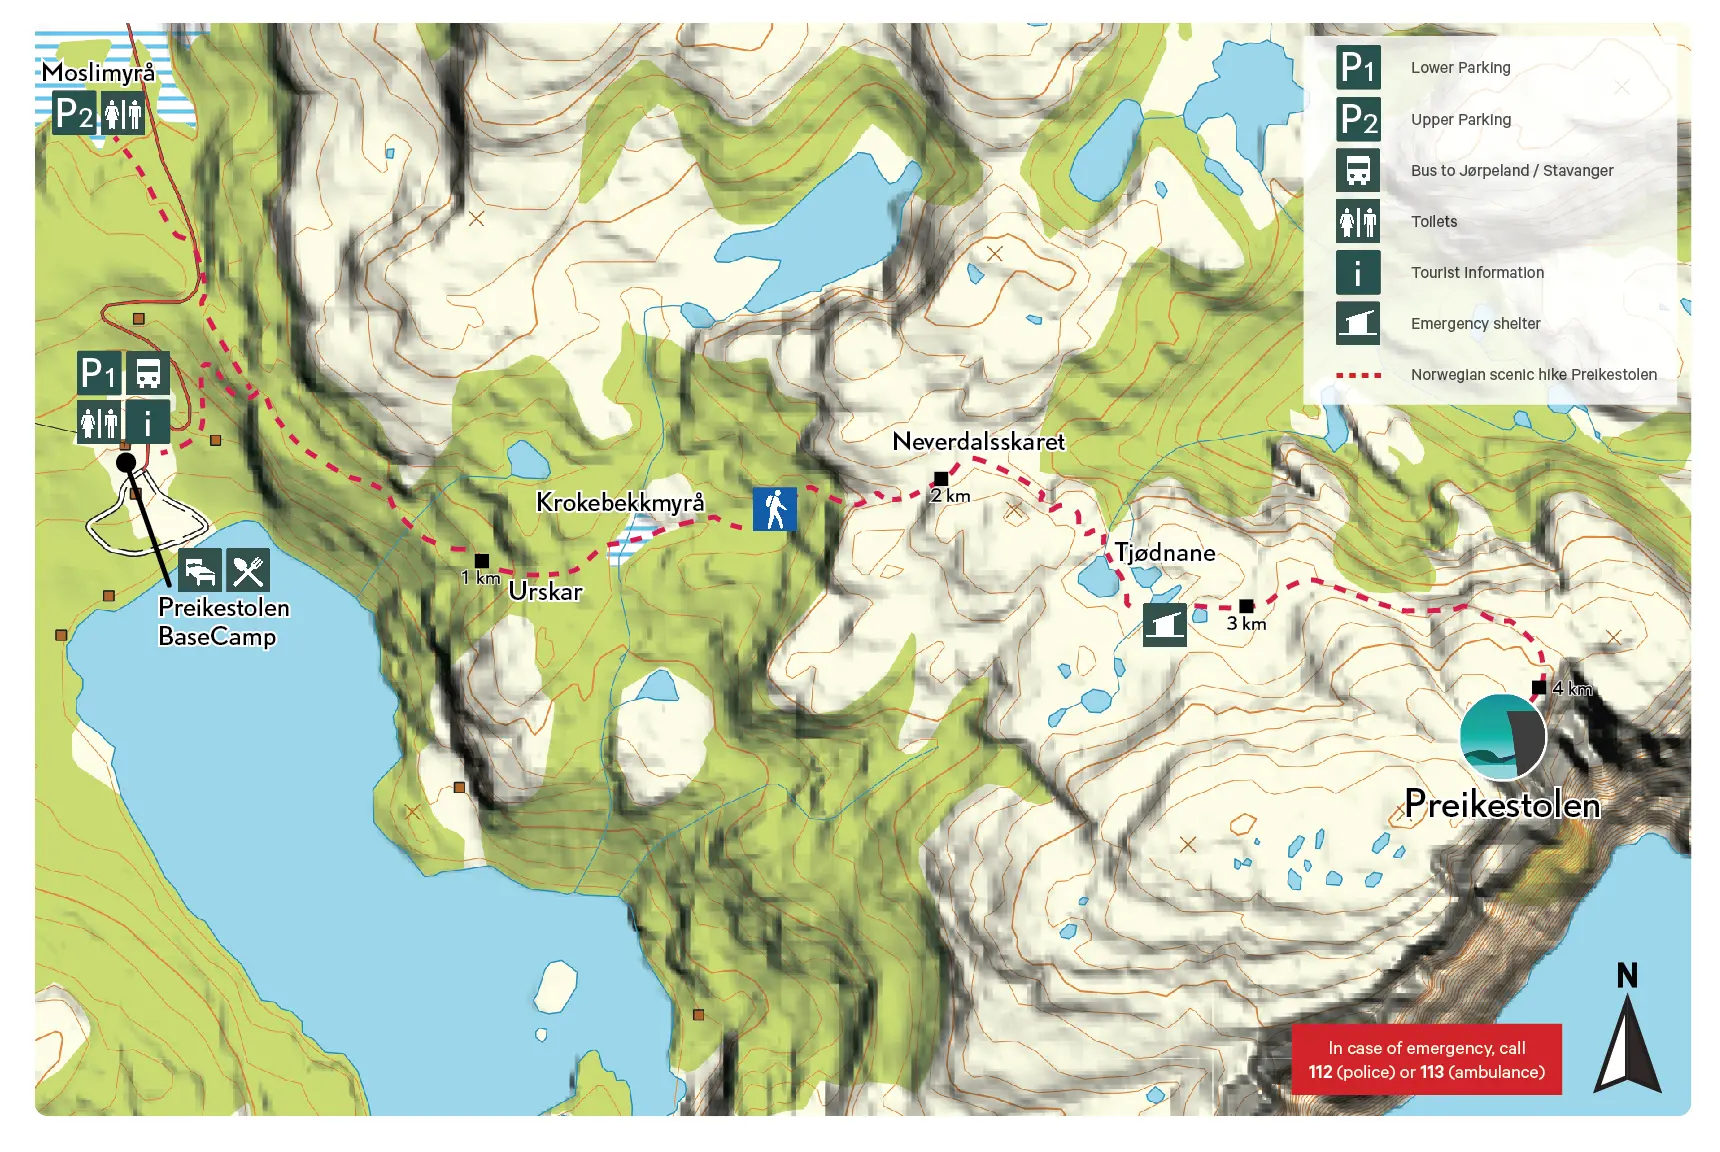 Moslimyrå
P2
P1
i
Preikestolen
BaseCamp
1 km
Urskar
Krokebekkmyrå
Neverdalsskaret
2 km
Tjødnane
3 km
4 km
Preikestolen
P1 Lower Parking
P2 Upper Parking
Bus to Jørpeland / Stavanger
Toilets
i Tourist Information
Emergency shelter
Norwegian scenic hike Preikestolen
N
In case of emergency, call
112 (police) or 113 (ambulance)